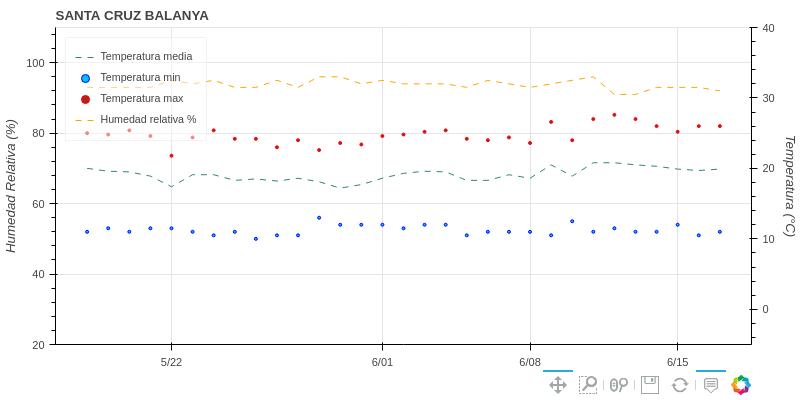 SANTA CRUZ BALANYA
Temperatura media
Temperatura min
Temperatura max
Humedad relativa %
Humedad Relativa (%)
100
80
60
40
20
Temperatura (°C)
40
30
20
10
0
5/22
6/01
6/08
6/15